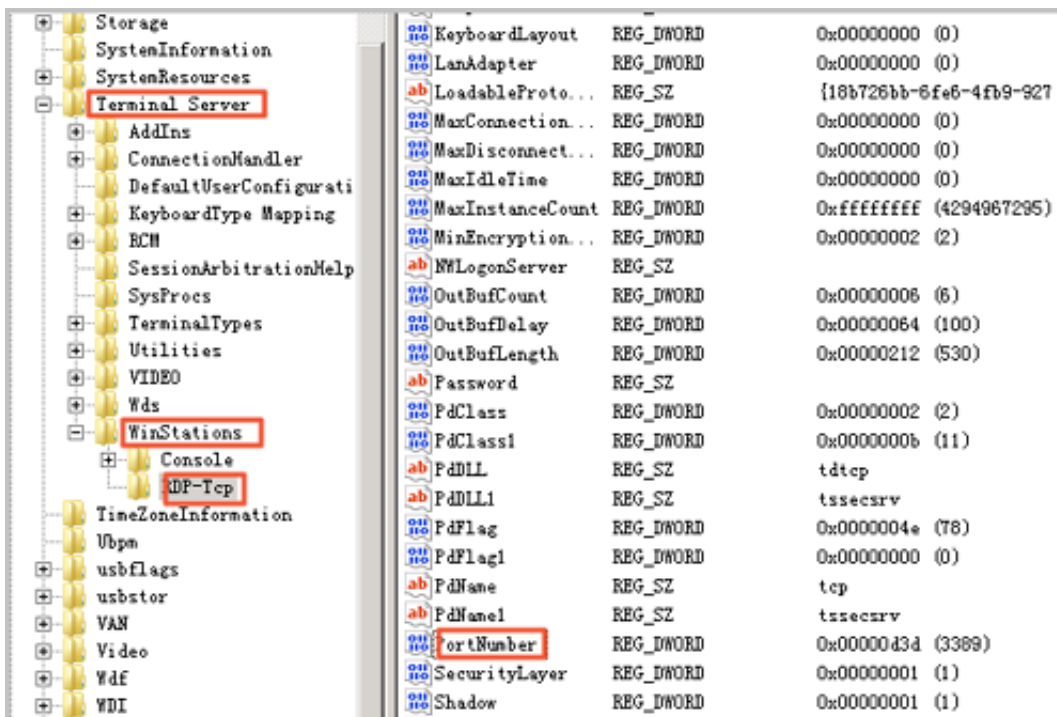 Storage
SystemInformation
SystemResources
Terminal Server
AddIns
ConnectionHandler
DefaultUserConfigurati
KeyboardType Mapping
RCM
SessionArbitrationHelp
SysProcs
TerminalTypes
Utilities
VIDEO
Wds
WinStations
Console
RDP-Tcp
TimeZoneInformation
Ubpm
usbflags
usbstor
VAN
Video
Wdf
WDI
KeyboardLayout REG_DWORD 0x00000000 (0)
LanAdapter REG_DWORD 0x00000000 (0)
LoadableProto... REG_SZ {18b726bb-6fe6-4fb9-927
MaxConnection... REG_DWORD 0x00000000 (0)
MaxDisconnect... REG_DWORD 0x00000000 (0)
MaxIdleTime REG_DWORD 0x00000000 (0)
MaxInstanceCount REG_DWORD 0xffffffff (4294967295)
MinEncryption... REG_DWORD 0x00000002 (2)
NWLogonServer REG_SZ
OutBufCount REG_DWORD 0x00000006 (6)
OutBufDelay REG_DWORD 0x00000064 (100)
OutBufLength REG_DWORD 0x00000212 (530)
Password REG_SZ
PdClass REG_DWORD 0x00000002 (2)
PdClass1 REG_DWORD 0x0000000b (11)
PdDLL REG_SZ tdtcp
PdDLL1 REG_SZ tssecsrv
PdFlag REG_DWORD 0x0000004e (78)
PdFlag1 REG_DWORD 0x00000000 (0)
PdName REG_SZ tcp
PdName1 REG_SZ tssecsrv
PortNumber REG_DWORD 0x00000d3d (3389)
SecurityLayer REG_DWORD 0x00000001 (1)
Shadow REG_DWORD 0x00000001 (1)